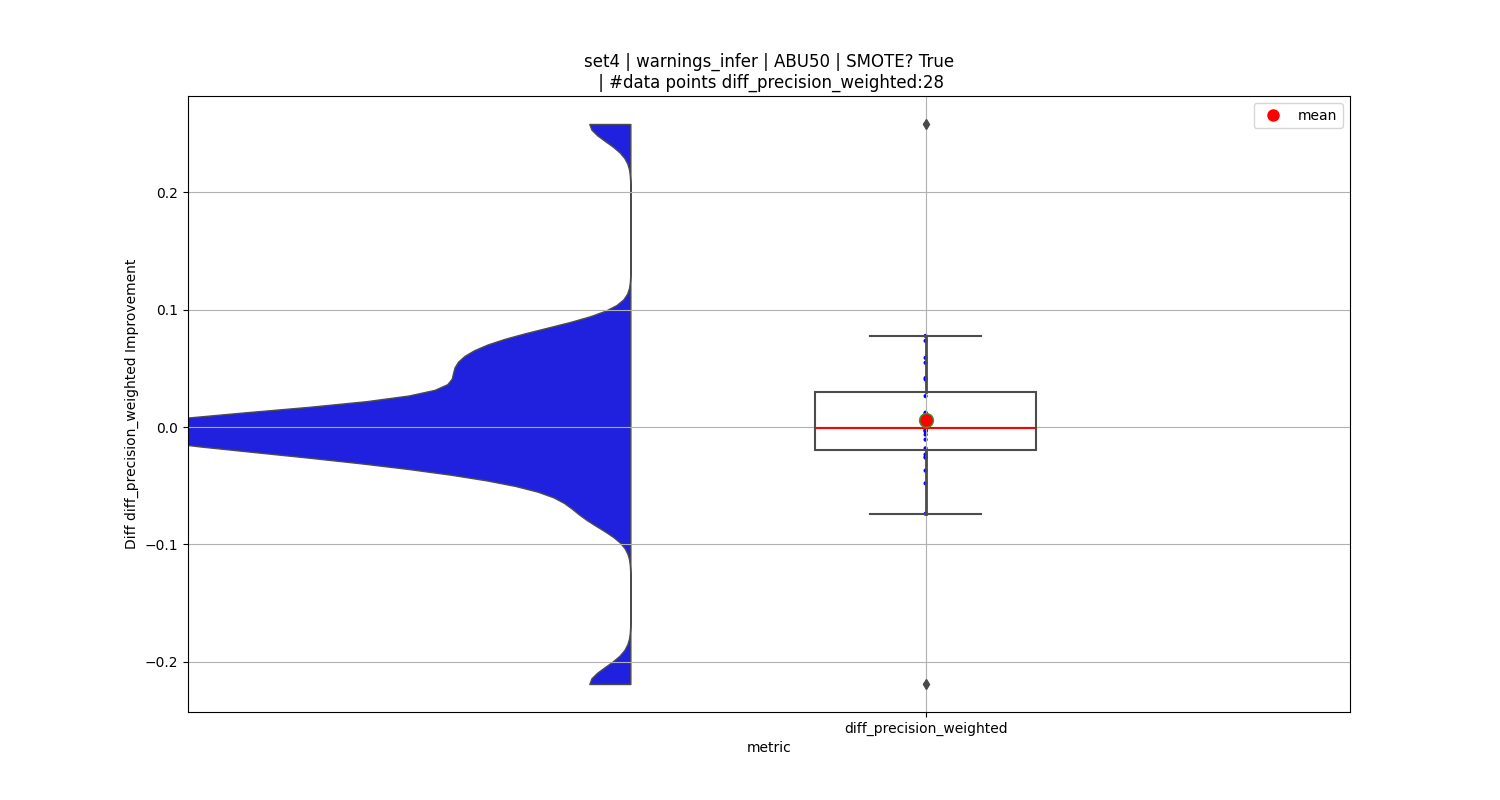 set4 | warnings_infer | ABU50 | SMOTE? True
| #data points diff_precision_weighted:28
mean
Diff diff_precision_weighted Improvement
0.2
0.1
0.0
−0.1
−0.2
diff_precision_weighted
metric